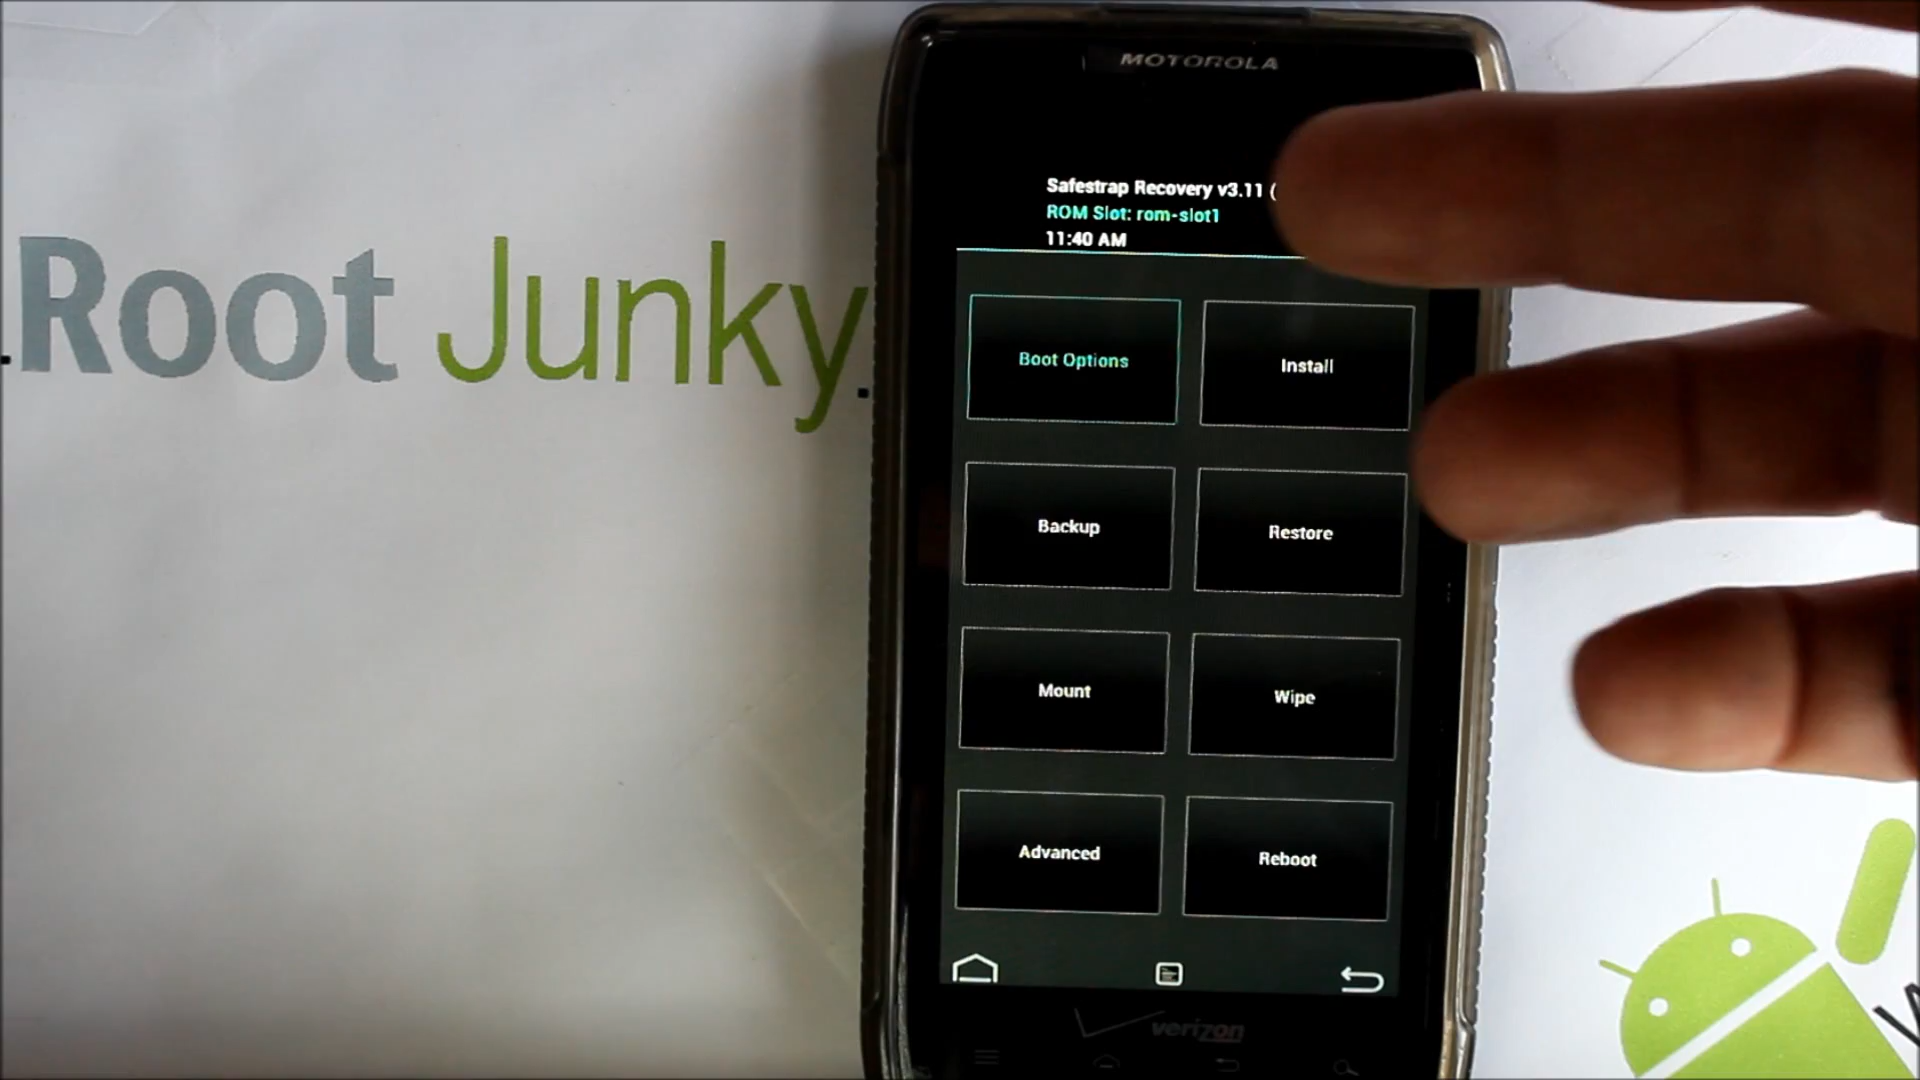 .Root Junky.
MOTOROLA
Safestrap Recovery v3.11 (
ROM Slot: rom-slot1
11:40 AM
Boot Options
Install
Backup
Restore
Mount
Wipe
Advanced
Reboot
verizon